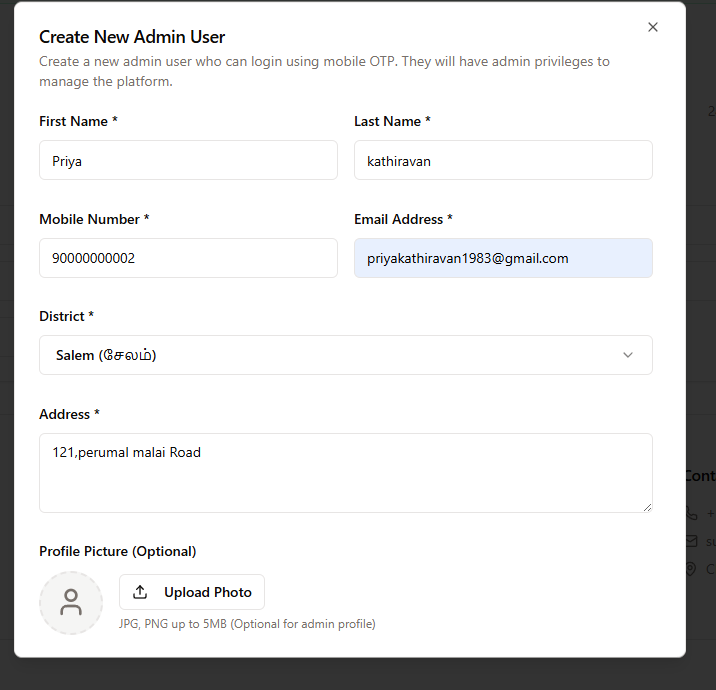 Create New Admin User
Create a new admin user who can login using mobile OTP. They will have admin privileges to
manage the platform.
First Name *
Last Name *
Priya
kathiravan
Mobile Number *
Email Address *
90000000002
priyakathiravan1983@gmail.com
District *
Salem (சேலம்)
Address *
121,perumal malai Road
Profile Picture (Optional)
Upload Photo
JPG, PNG up to 5MB (Optional for admin profile)